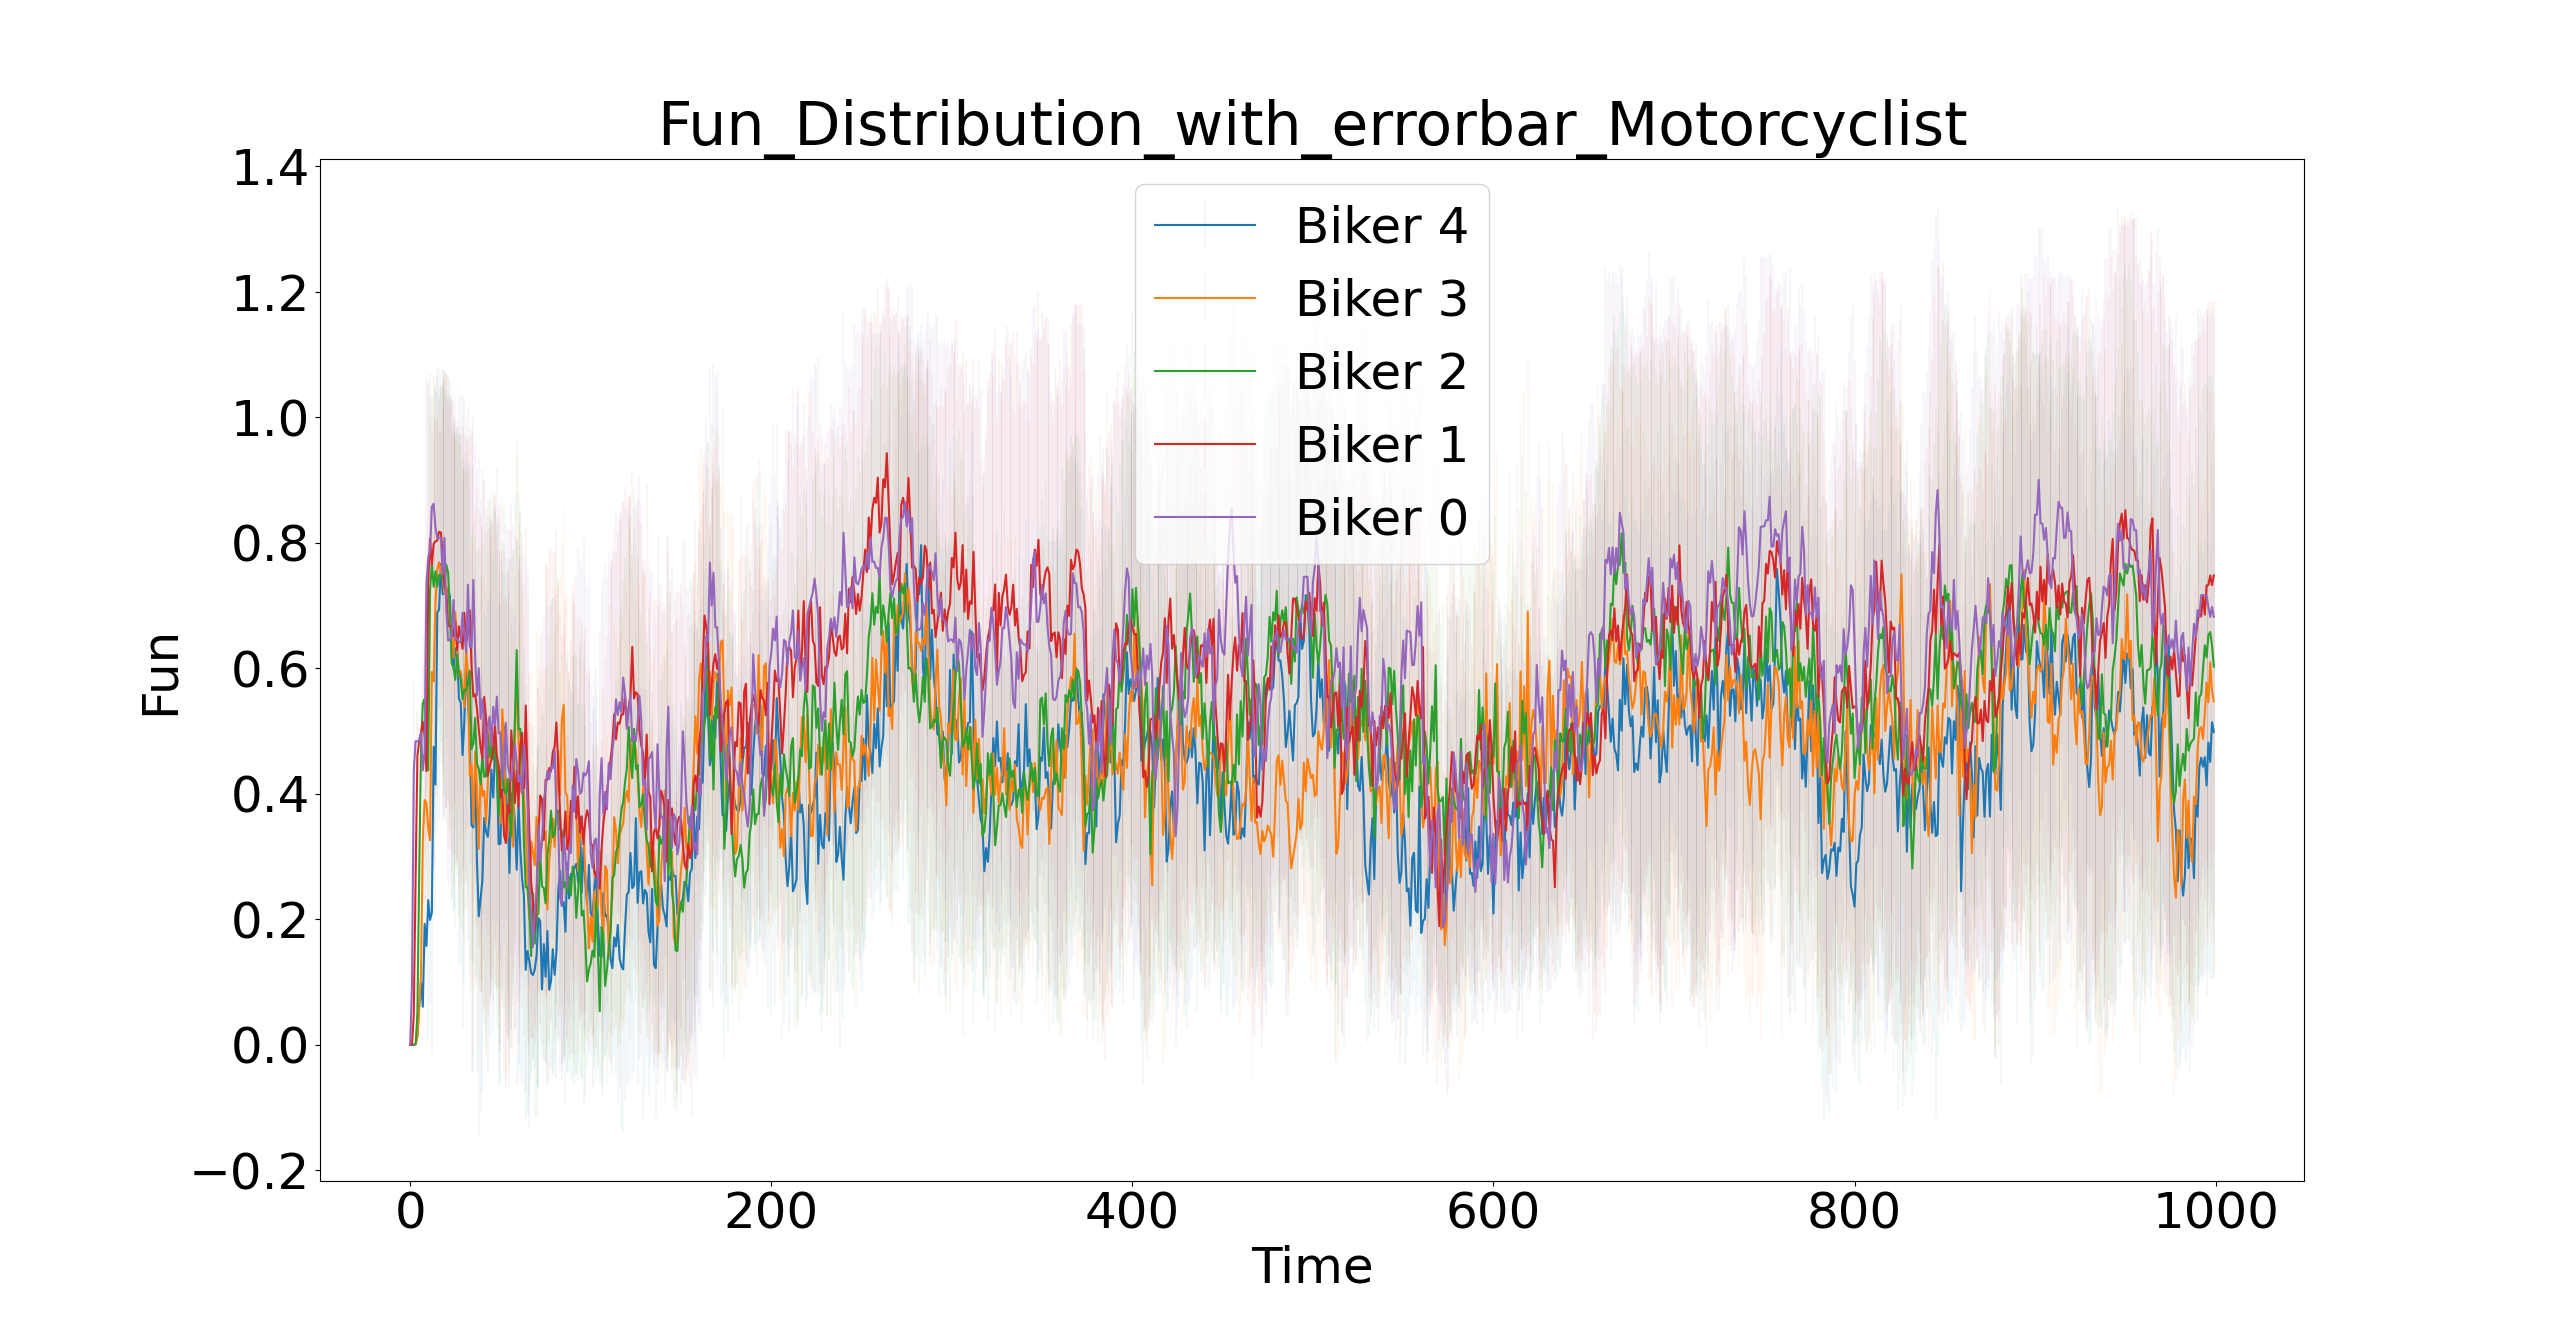 Fun_Distribution_with_errorbar_Motorcyclist
1.4
1.2
1.0
0.8
0.6
0.4
0.2
0.0
−0.2
Fun
Biker 4
Biker 3
Biker 2
Biker 1
Biker 0
0 200 400 600 800 1000
Time